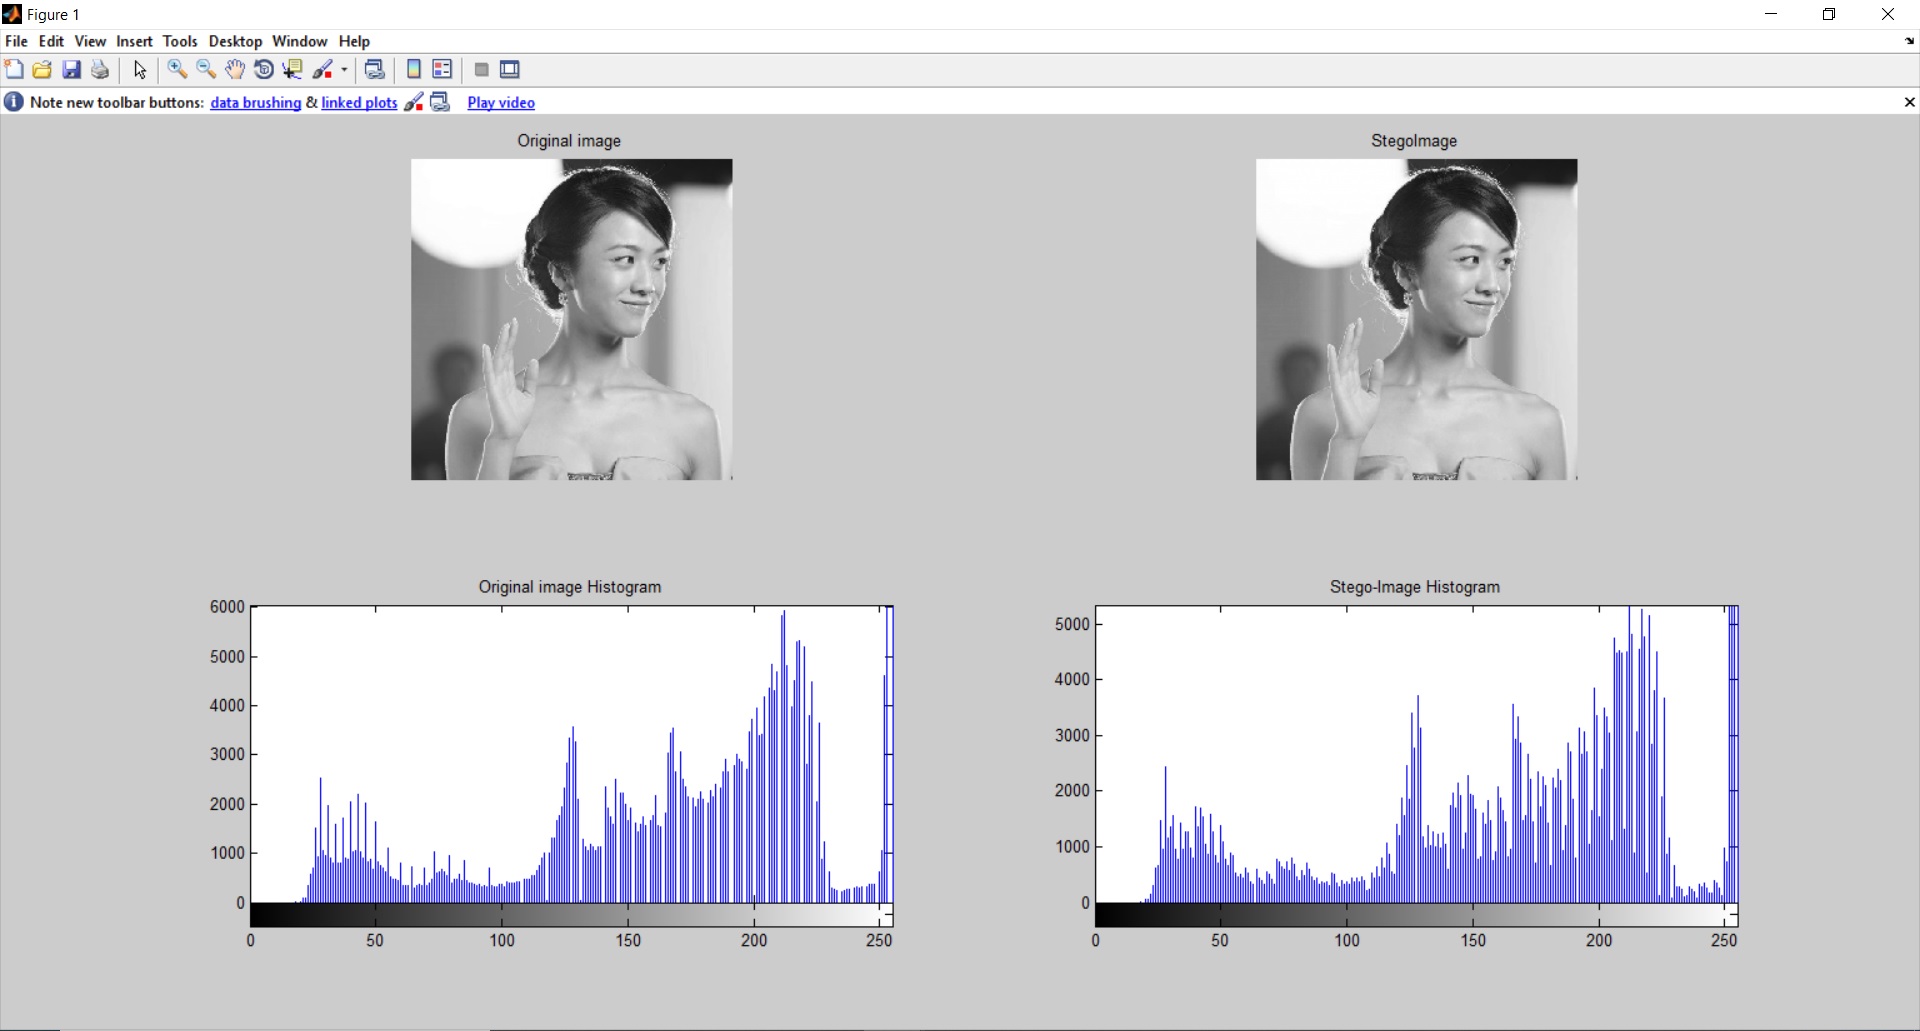 Figure 1
File Edit View Insert Tools Desktop Window Help
Note new toolbar buttons: data brushing & linked plots Play video
Original image
StegoImage
Original image Histogram
6000
5000
4000
3000
2000
1000
0
0 50 100 150 200 250
Stego-Image Histogram
5000
4000
3000
2000
1000
0
0 50 100 150 200 250